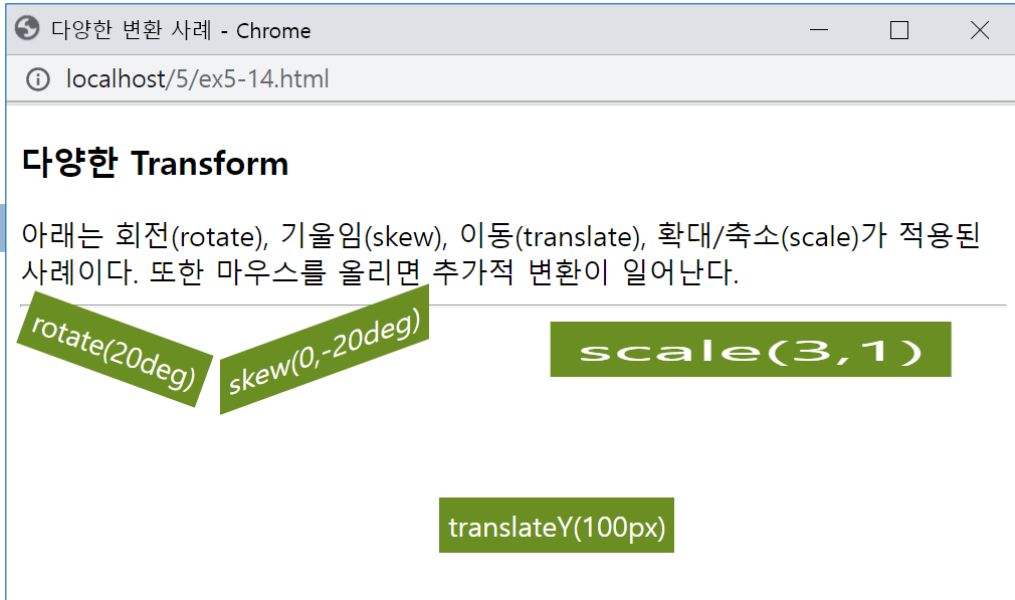 다양한 변환 사례 - Chrome
localhost/5/ex5-14.html
다양한 Transform
아래는 회전(rotate), 기울임(skew), 이동(translate), 확대/축소(scale)가 적용된
사례이다. 또한 마우스를 올리면 추가적 변환이 일어난다.
rotate(20deg)
skew(0,-20deg)
scale(3,1)
translateY(100px)